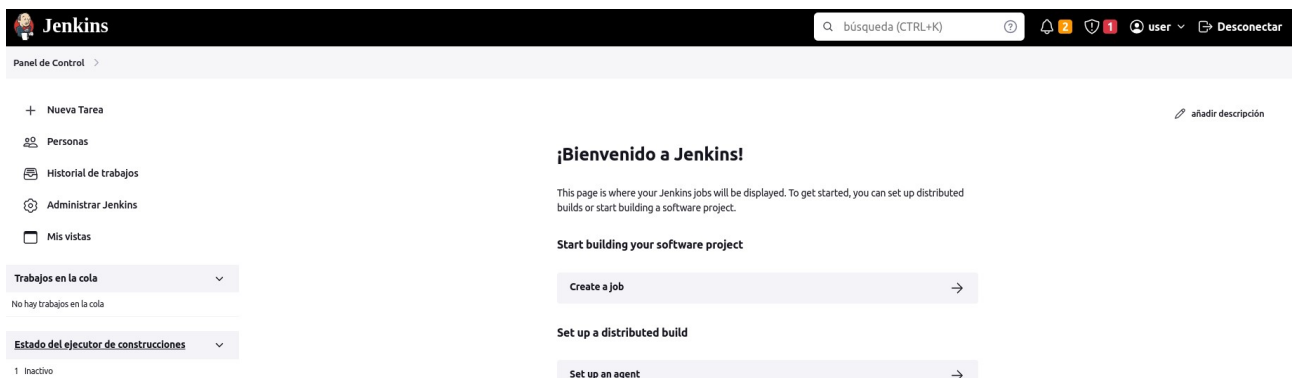 Jenkins
búsqueda (CTRL+K)
2
1
user
Desconectar
Panel de Control
Nueva Tarea
Personas
Historial de trabajos
Administrar Jenkins
Mis vistas
Trabajos en la cola
No hay trabajos en la cola
Estado del ejecutor de construcciones
1 Inactivo
añadir descripción
¡Bienvenido a Jenkins!
This page is where your Jenkins jobs will be displayed. To get started, you can set up distributed
builds or start building a software project.
Start building your software project
Create a job
Set up a distributed build
Set up an agent